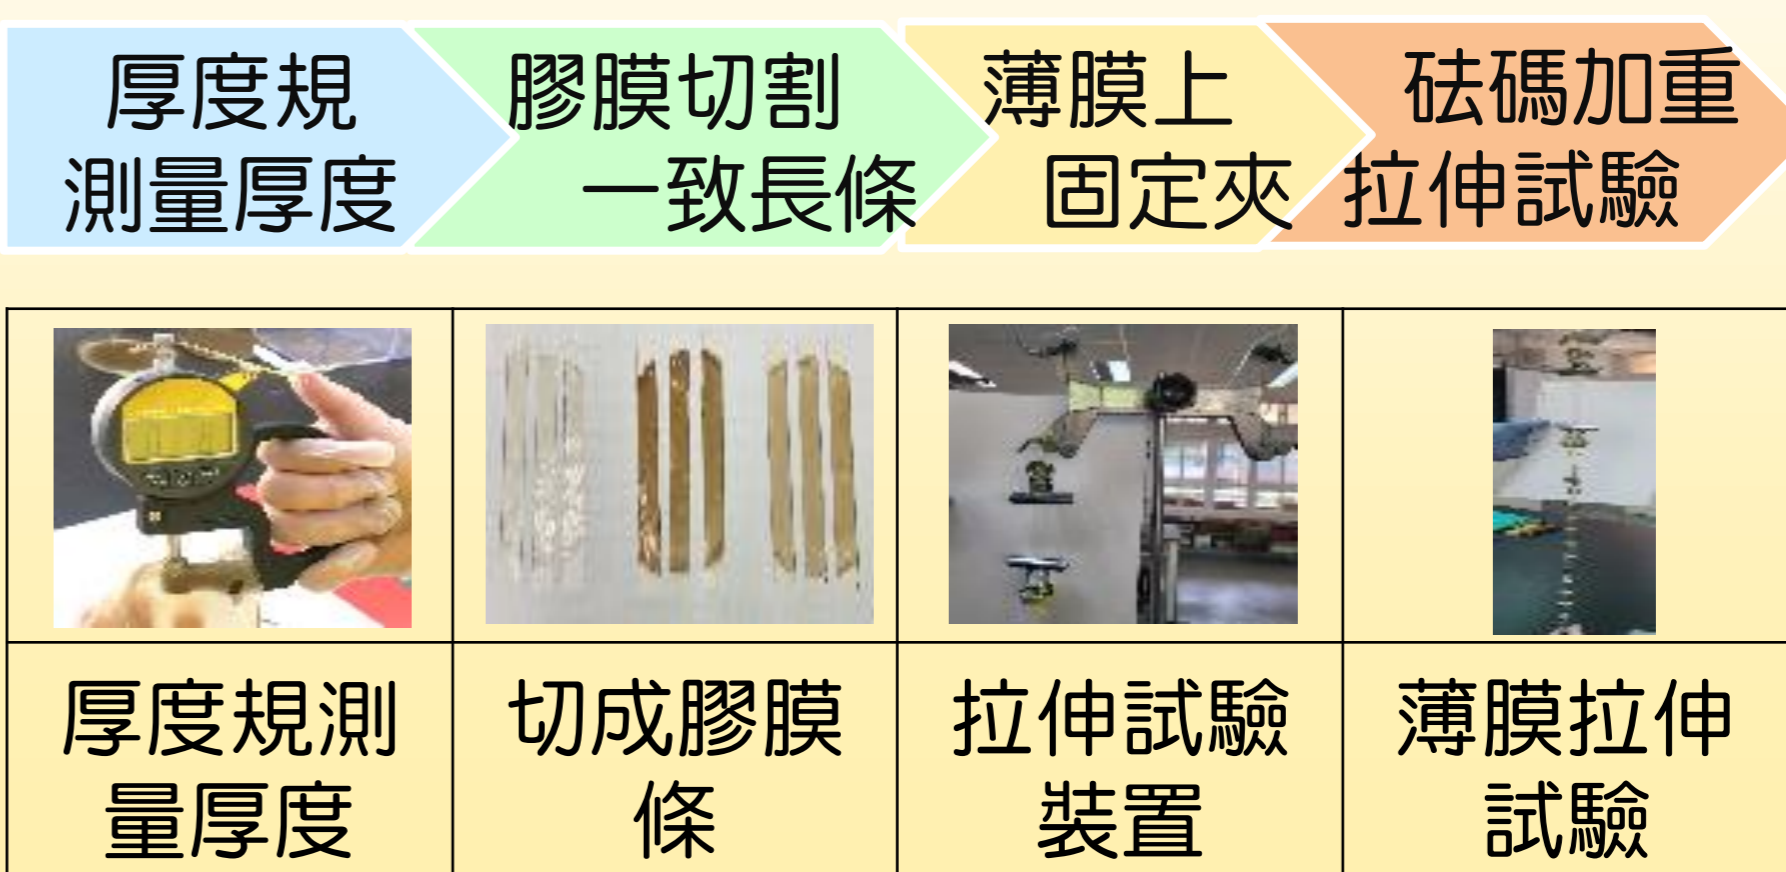 厚度規
測量厚度
膠膜切割
一致長條
薄膜上
固定夾
砝碼加重
拉伸試驗
厚度規測
量厚度
切成膠膜
條
拉伸試驗
裝置
薄膜拉伸
試驗